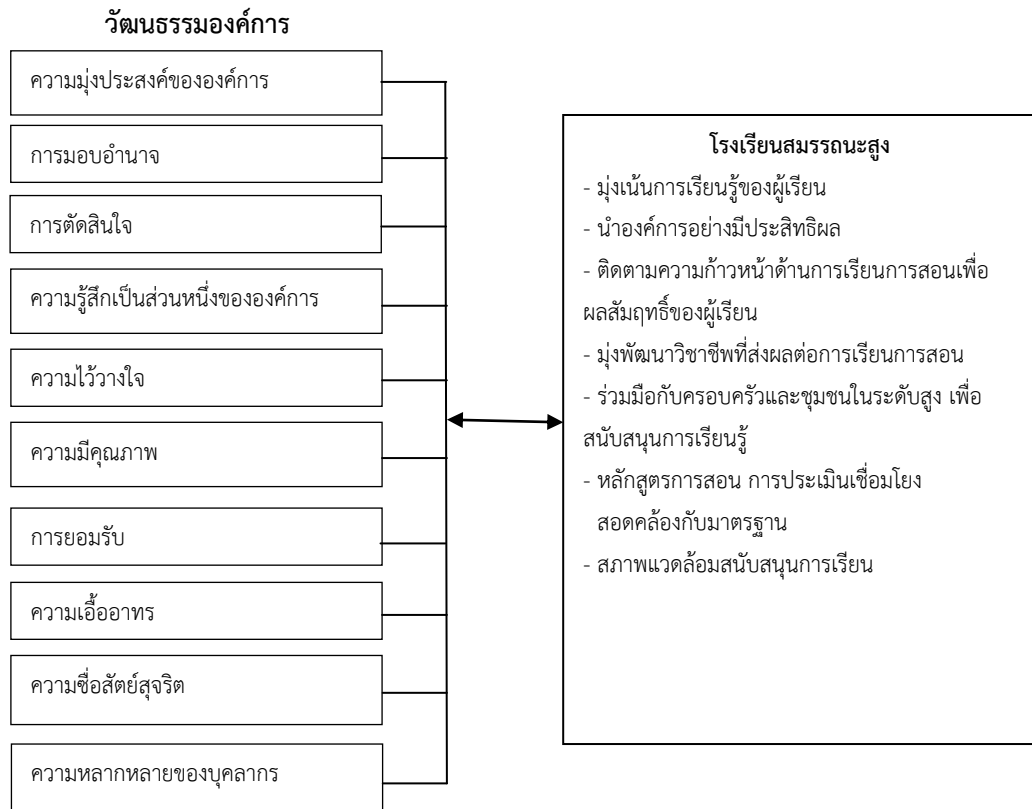 วัฒนธรรมองค์การ
ความมุ่งประสงค์ขององค์การ
การมอบอำนาจ
การตัดสินใจ
ความรู้สึกเป็นส่วนหนึ่งขององค์การ
ความไว้วางใจ
ความมีคุณภาพ
การยอมรับ
ความเอื้ออาทร
ความซื่อสัตย์สุจริต
ความหลากหลายของบุคลากร
โรงเรียนสมรรถนะสูง
- มุ่งเน้นการเรียนรู้ของผู้เรียน
- นำองค์การอย่างมีประสิทธิผล
- ติดตามความก้าวหน้าด้านการเรียนการสอนเพื่อ
ผลสัมฤทธิ์ของผู้เรียน
- มุ่งพัฒนาวิชาชีพที่ส่งผลต่อการเรียนการสอน
- ร่วมมือกับครอบครัวและชุมชนในระดับสูง เพื่อ
สนับสนุนการเรียนรู้
- หลักสูตรการสอน การประเมินเชื่อมโยง
สอดคล้องกับมาตรฐาน
- สภาพแวดล้อมสนับสนุนการเรียน